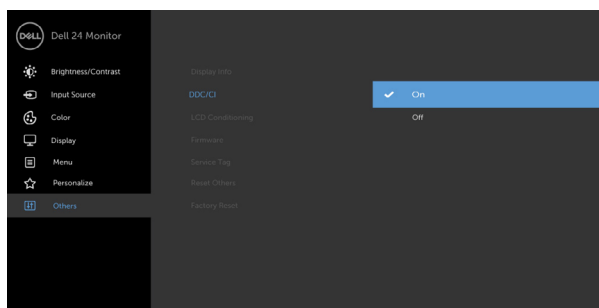 DELL
Dell 24 Monitor
Brightness/Contrast
Input Source
Color
Display
Menu
Personalize
Others
Display Info
DDC/CI
LCD Conditioning
Firmware
Service Tag
Reset Others
Factory Reset
On
Off